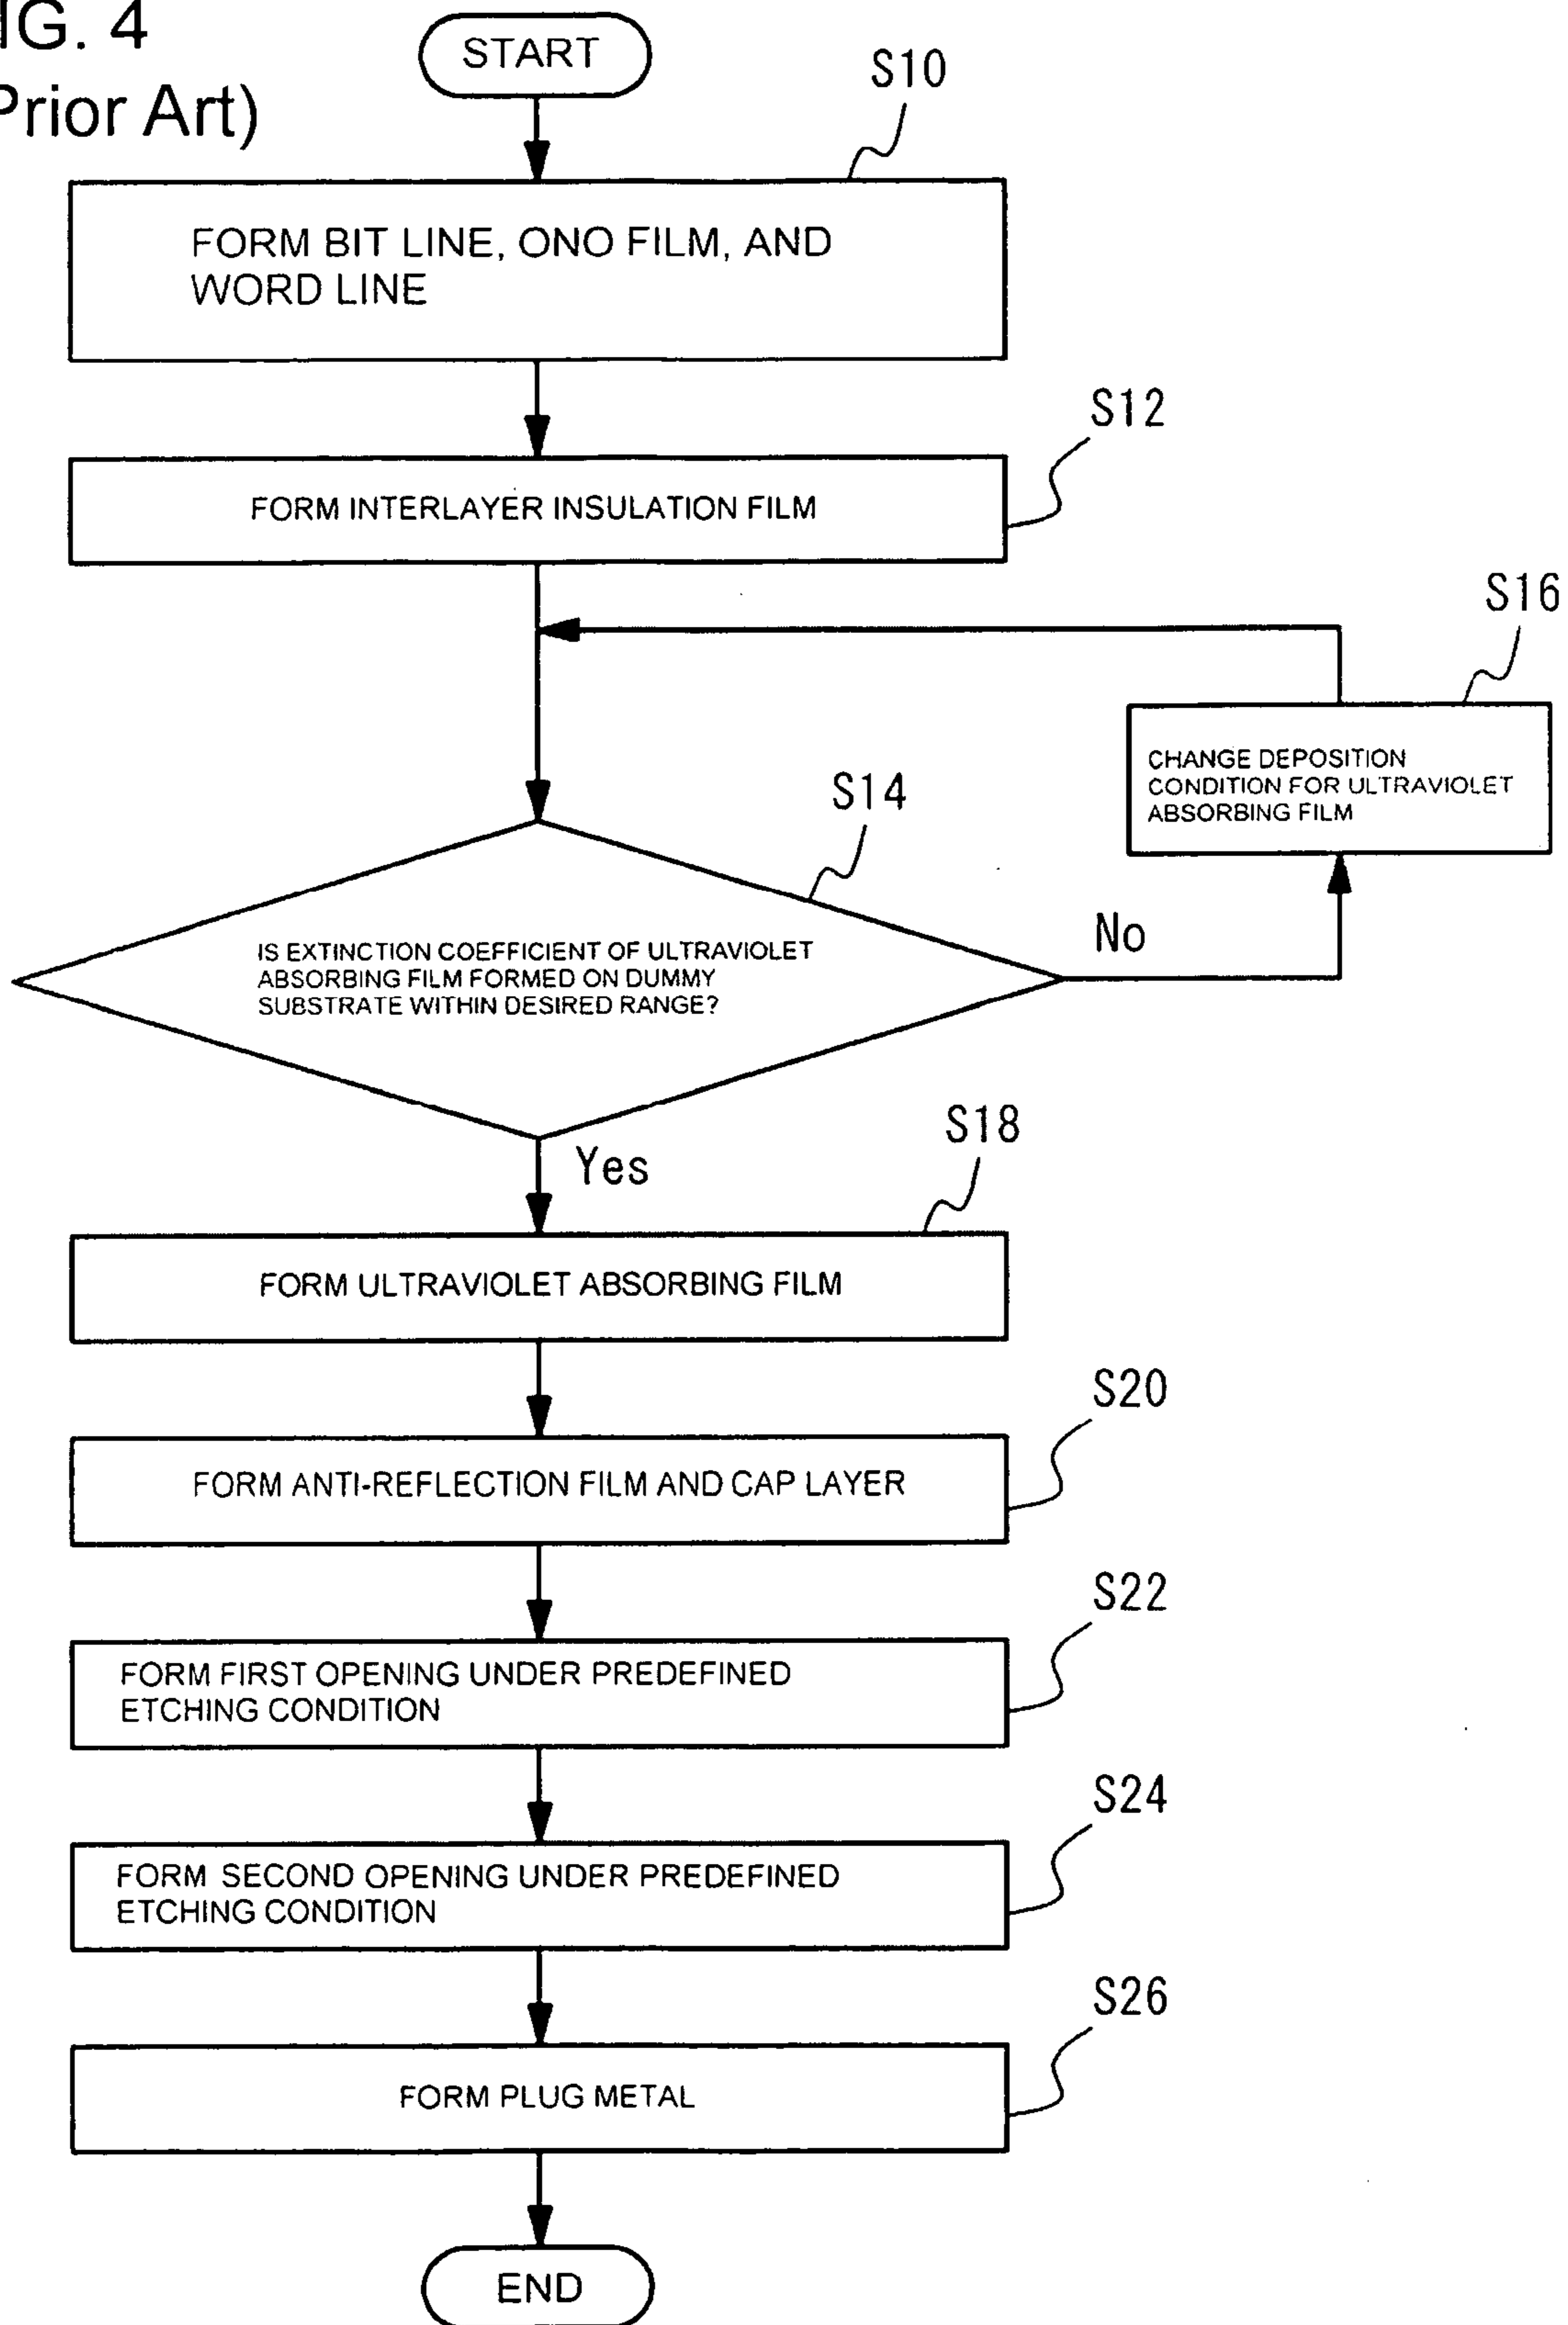 IG. 4
Prior Art)
START
S10
FORM BIT LINE, ONO FILM, AND
WORD LINE
S12
FORM INTERLAYER INSULATION FILM
S16
CHANGE DEPOSITION
CONDITION FOR ULTRAVIOLET
ABSORBING FILM
S14
IS EXTINCTION COEFFICIENT OF ULTRAVIOLET
ABSORBING FILM FORMED ON DUMMY
SUBSTRATE WITHIN DESIRED RANGE?
No
Yes
S18
FORM ULTRAVIOLET ABSORBING FILM
S20
FORM ANTI-REFLECTION FILM AND CAP LAYER
S22
FORM FIRST OPENING UNDER PREDEFINED
ETCHING CONDITION
S24
FORM SECOND OPENING UNDER PREDEFINED
ETCHING CONDITION
S26
FORM PLUG METAL
END